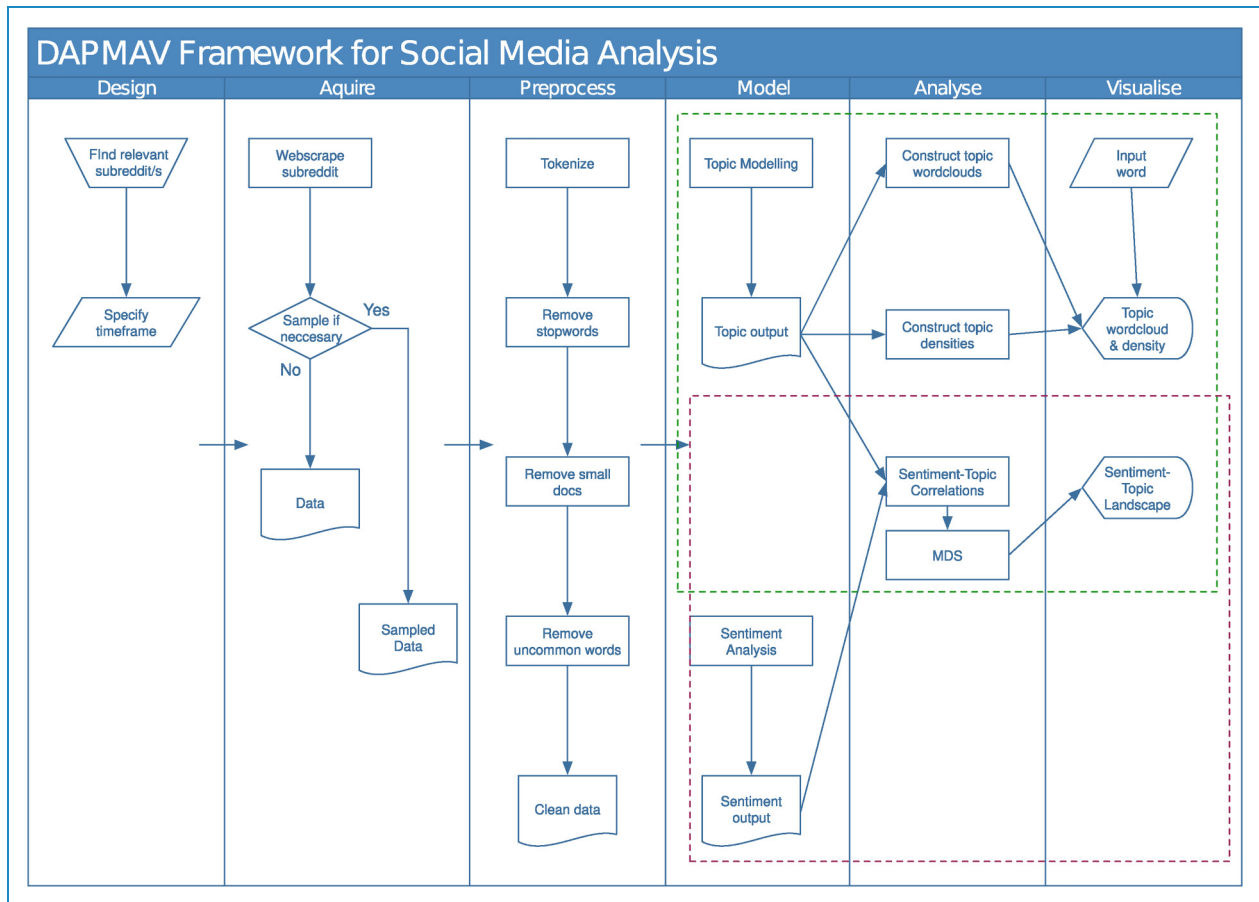 DAPMAV Framework for Social Media Analysis
Design
Aquire
Preprocess
Model
Analyse
Visualise
FInd relevant
subreddit/s
Specify
timeframe
Webscrape
subreddit
Sample if
neccesary
Yes
No
Data
Sampled
Data
Tokenize
Remove
stopwords
Remove small
docs
Remove
uncommon words
Clean data
Topic Modelling
Topic output
Sentiment
Analysis
Sentiment
output
Construct topic
wordclouds
Construct topic
densities
Sentiment-Topic
Correlations
MDS
Input
word
Topic
wordcloud
& density
Sentiment-
Topic
Landscape